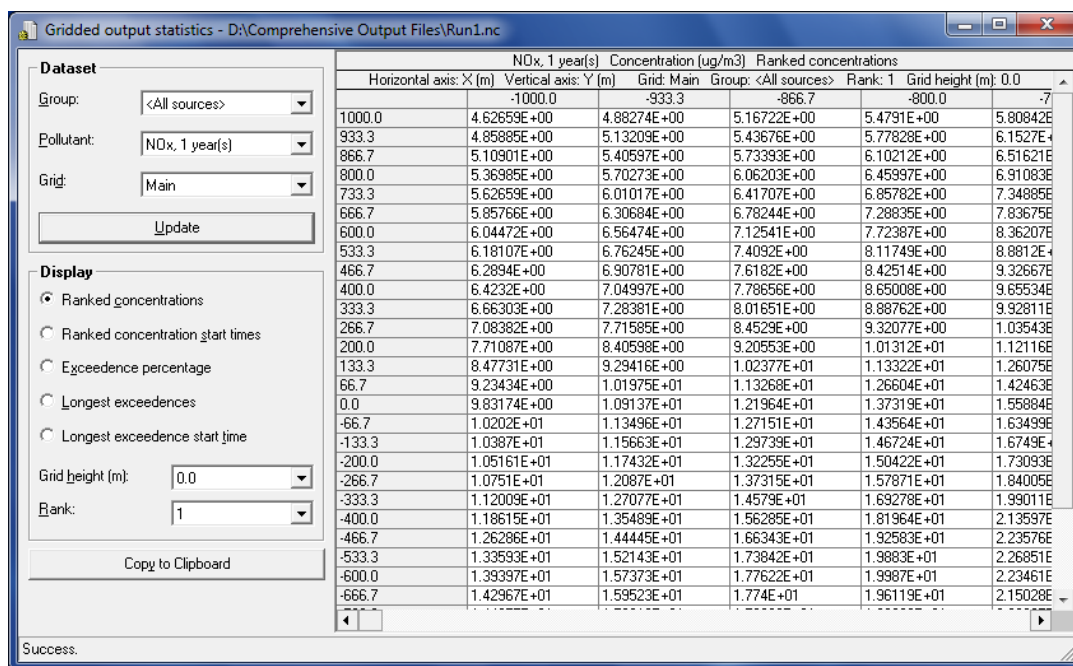 Gridded output statistics - D:\Comprehensive Output Files\Run1.nc
Dataset
Group: <All sources>
Pollutant: NOx, 1 year(s)
Grid: Main
Update
Display
Ranked concentrations
Ranked concentration start times
Exceedence percentage
Longest exceedences
Longest exceedence start time
Grid height (m): 0.0
Rank: 1
Copy to Clipboard
NOx, 1 year(s) Concentration (ug/m3) Ranked concentrations
Horizontal axis: X (m) Vertical axis: Y (m) Grid: Main Group: <All sources> Rank: 1 Grid height (m): 0.0
-1000.0 -933.3 -866.7 -800.0 -7
1000.0 4.62659E+00 4.88274E+00 5.16722E+00 5.4791E+00 5.80842E
933.3 4.85885E+00 5.13209E+00 5.43676E+00 5.77828E+00 6.1527E+
866.7 5.10901E+00 5.40597E+00 5.73393E+00 6.10212E+00 6.51621E
800.0 5.36985E+00 5.70273E+00 6.06203E+00 6.45997E+00 6.91083E
733.3 5.62659E+00 6.01017E+00 6.41707E+00 6.85782E+00 7.34885E
666.7 5.85766E+00 6.30684E+00 6.78244E+00 7.28835E+00 7.83675E
600.0 6.04472E+00 6.56474E+00 7.12541E+00 7.72387E+00 8.36207E
533.3 6.18107E+00 6.76245E+00 7.4092E+00 8.11749E+00 8.8812E+
466.7 6.2894E+00 6.90781E+00 7.6182E+00 8.42514E+00 9.32667E
400.0 6.4232E+00 7.04997E+00 7.78656E+00 8.65008E+00 9.65534E
333.3 6.66303E+00 7.28381E+00 8.01651E+00 8.88762E+00 9.92811E
266.7 7.08382E+00 7.71585E+00 8.4529E+00 9.32077E+00 1.03543E
200.0 7.71087E+00 8.40598E+00 9.20553E+00 1.01312E+01 1.12116E
133.3 8.47731E+00 9.29416E+00 1.02377E+01 1.13322E+01 1.26075E
66.7 9.23434E+00 1.01975E+01 1.13268E+01 1.26604E+01 1.42463E
0.0 9.83174E+00 1.09137E+01 1.21964E+01 1.37319E+01 1.55884E
-66.7 1.0202E+01 1.13496E+01 1.27151E+01 1.43564E+01 1.63499E
-133.3 1.0387E+01 1.15663E+01 1.29739E+01 1.46724E+01 1.6749E+
-200.0 1.05161E+01 1.17432E+01 1.32255E+01 1.50422E+01 1.73093E
-266.7 1.0751E+01 1.2087E+01 1.37315E+01 1.57871E+01 1.84005E
-333.3 1.12009E+01 1.27077E+01 1.4579E+01 1.69278E+01 1.99011E
-400.0 1.18615E+01 1.35489E+01 1.56285E+01 1.81964E+01 2.13597E
-466.7 1.26286E+01 1.44445E+01 1.66343E+01 1.92583E+01 2.23576E
-533.3 1.33593E+01 1.52143E+01 1.73842E+01 1.9883E+01 2.26851E
-600.0 1.39397E+01 1.57373E+01 1.77622E+01 1.9987E+01 2.23461E
-666.7 1.42967E+01 1.59523E+01 1.774E+01 1.96119E+01 2.15028E
Success.